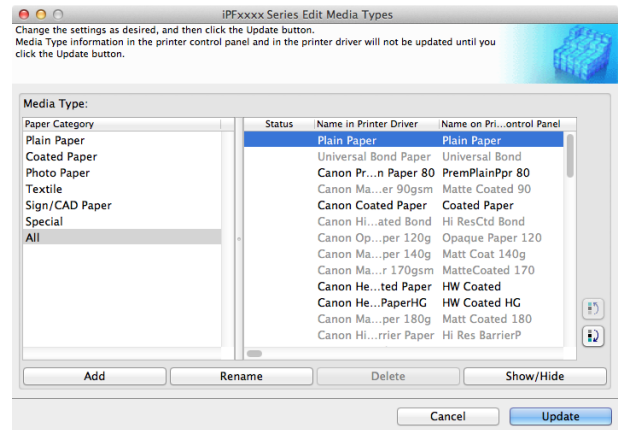 iPFxxxx Series Edit Media Types
Change the settings as desired, and then click the Update button.
Media Type information in the printer control panel and in the printer driver will not be updated until you
click the Update button.
Media Type:
Paper Category Status Name in Printer Driver Name on Pri...ontrol Panel
Plain Paper Plain Paper Plain Paper
Coated Paper Universal Bond Paper Universal Bond
Photo Paper Canon Pr...n Paper 80 PremPlainPpr 80
Textile Canon Ma...er 90gsm Matte Coated 90
Sign/CAD Paper Canon Coated Paper Coated Paper
Special Canon Hi...ated Bond Hi ResCtd Bond
All Canon Op...per 120g Opaque Paper 120
Canon Ma...per 140g Matt Coat 140g
Canon Ma...r 170gsm MatteCoated 170
Canon He...ted Paper HW Coated
Canon He...PaperHG HW Coated HG
Canon Ma...per 180g Matt Coated 180
Canon Hi...rrier Paper Hi Res BarrierP
Add Rename Delete Show/Hide
Cancel Update